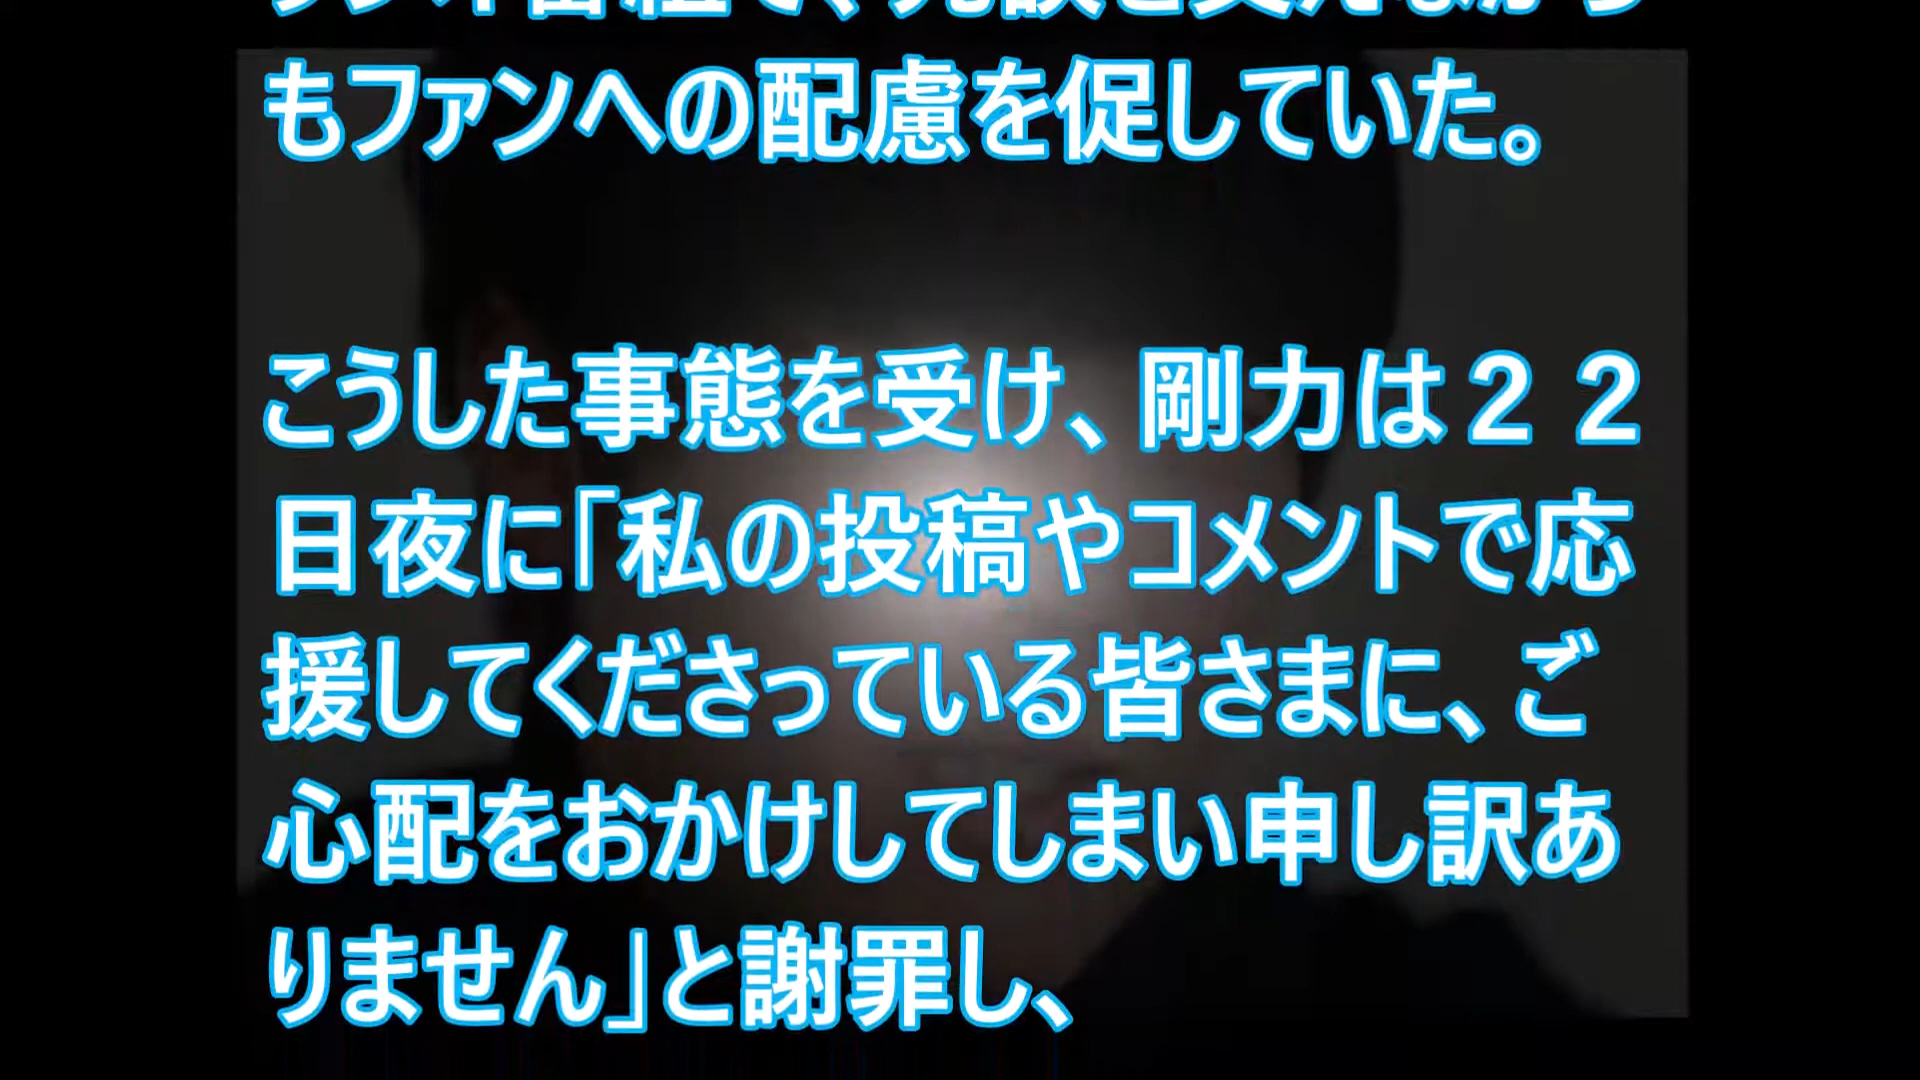 もファンへの配慮を促していた。
こうした事態を受け、剛力は２２
日夜に「私の投稿やコメントで応
援してくださっている皆さまに、ご
心配をおかけしてしまい申し訳あ
りません」と謝罪し、